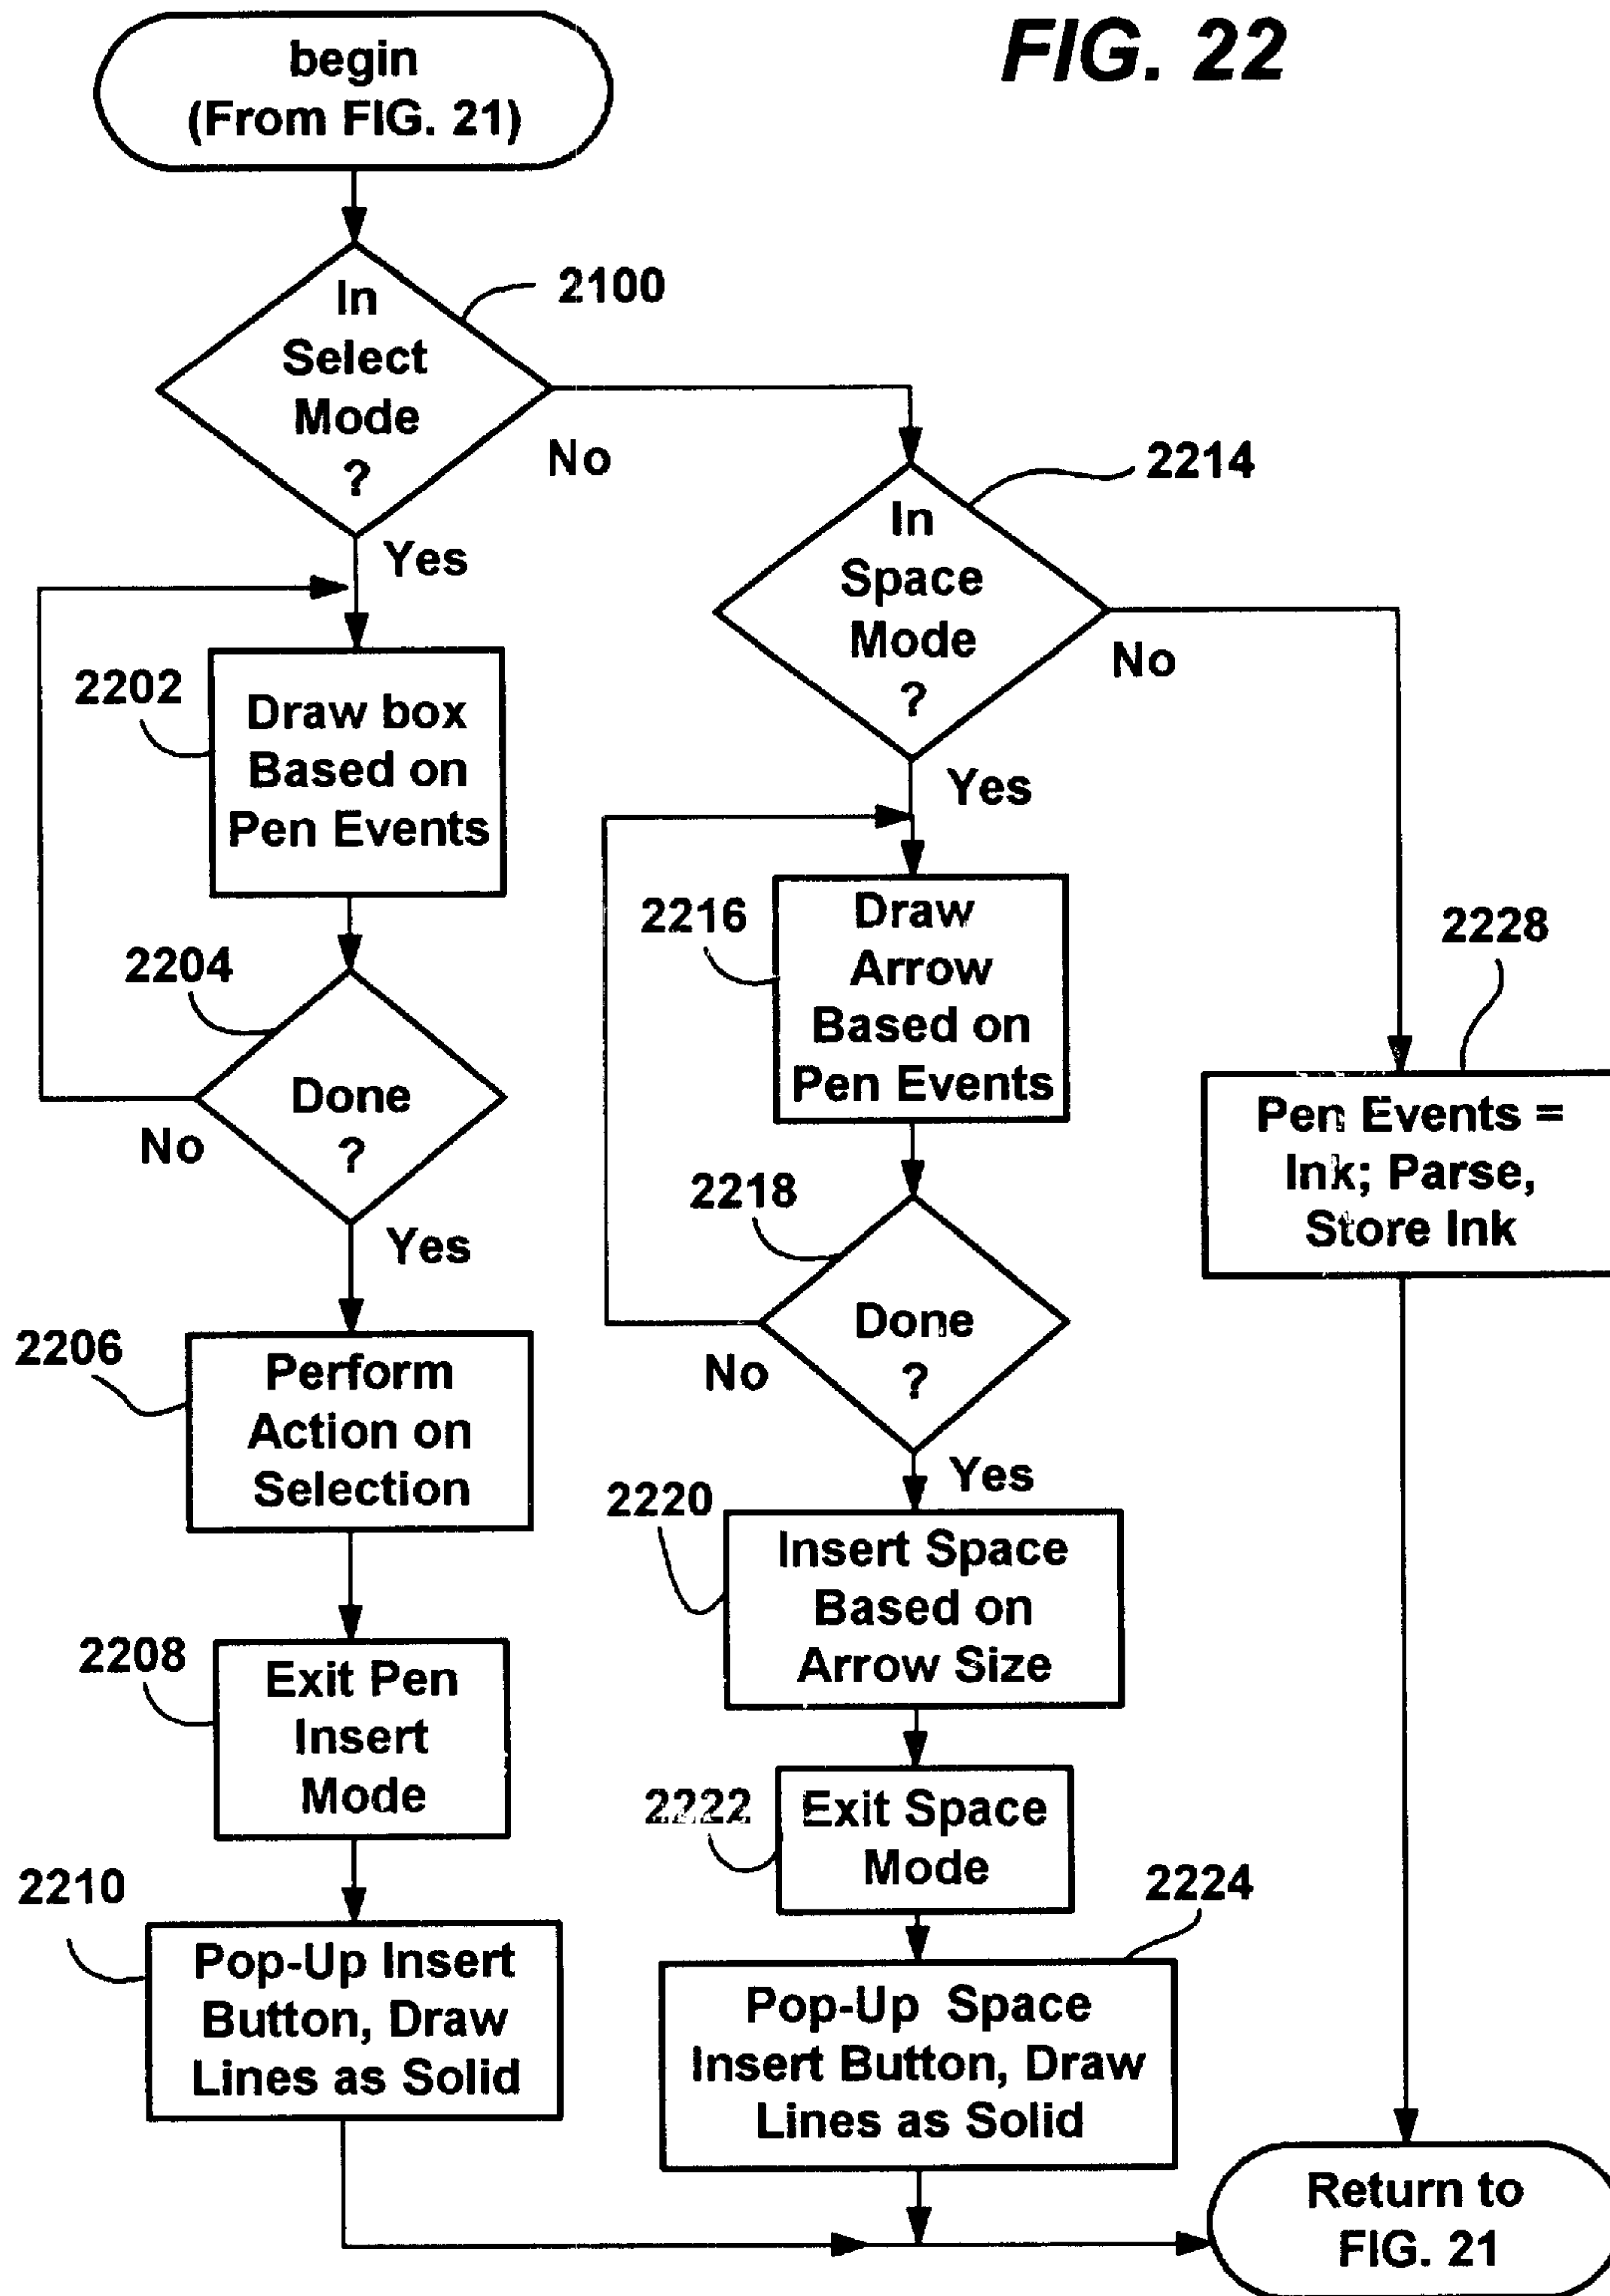 FIG. 22
begin
(From FIG. 21)
In
Select
Mode
?
2100
No
Yes
2214
In
Space
Mode
?
No
Yes
2202
Draw box
Based on
Pen Events
2204
Done
?
No
Yes
2206
Perform
Action on
Selection
2208
Exit Pen
Insert
Mode
2210
Pop-Up Insert
Button, Draw
Lines as Solid
2216
Draw
Arrow
Based on
Pen Events
2218
Done
?
No
Yes
2220
Insert Space
Based on
Arrow Size
2222
Exit Space
Mode
2224
Pop-Up Space
Insert Button, Draw
Lines as Solid
2228
Pen Events =
Ink; Parse,
Store Ink
Return to
FIG. 21